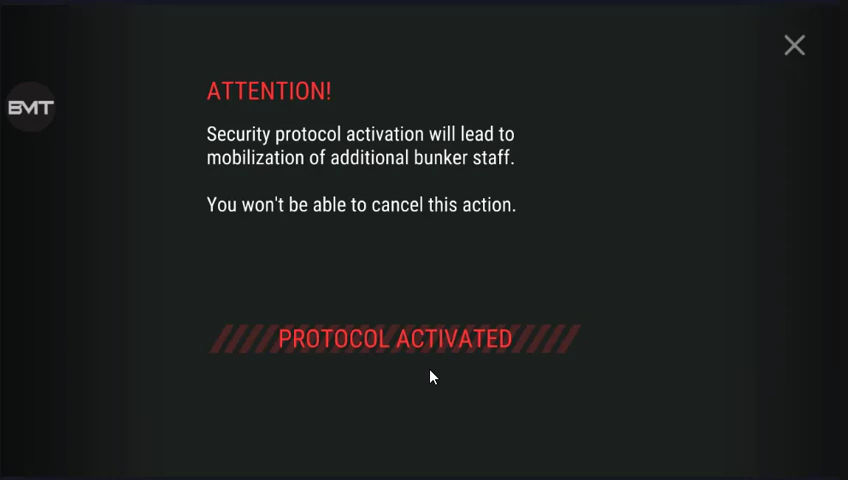 ATTENTION!
BMT
Security protocol activation will lead to
mobilization of additional bunker staff.
You won't be able to cancel this action.
PROTOCOL ACTIVATED